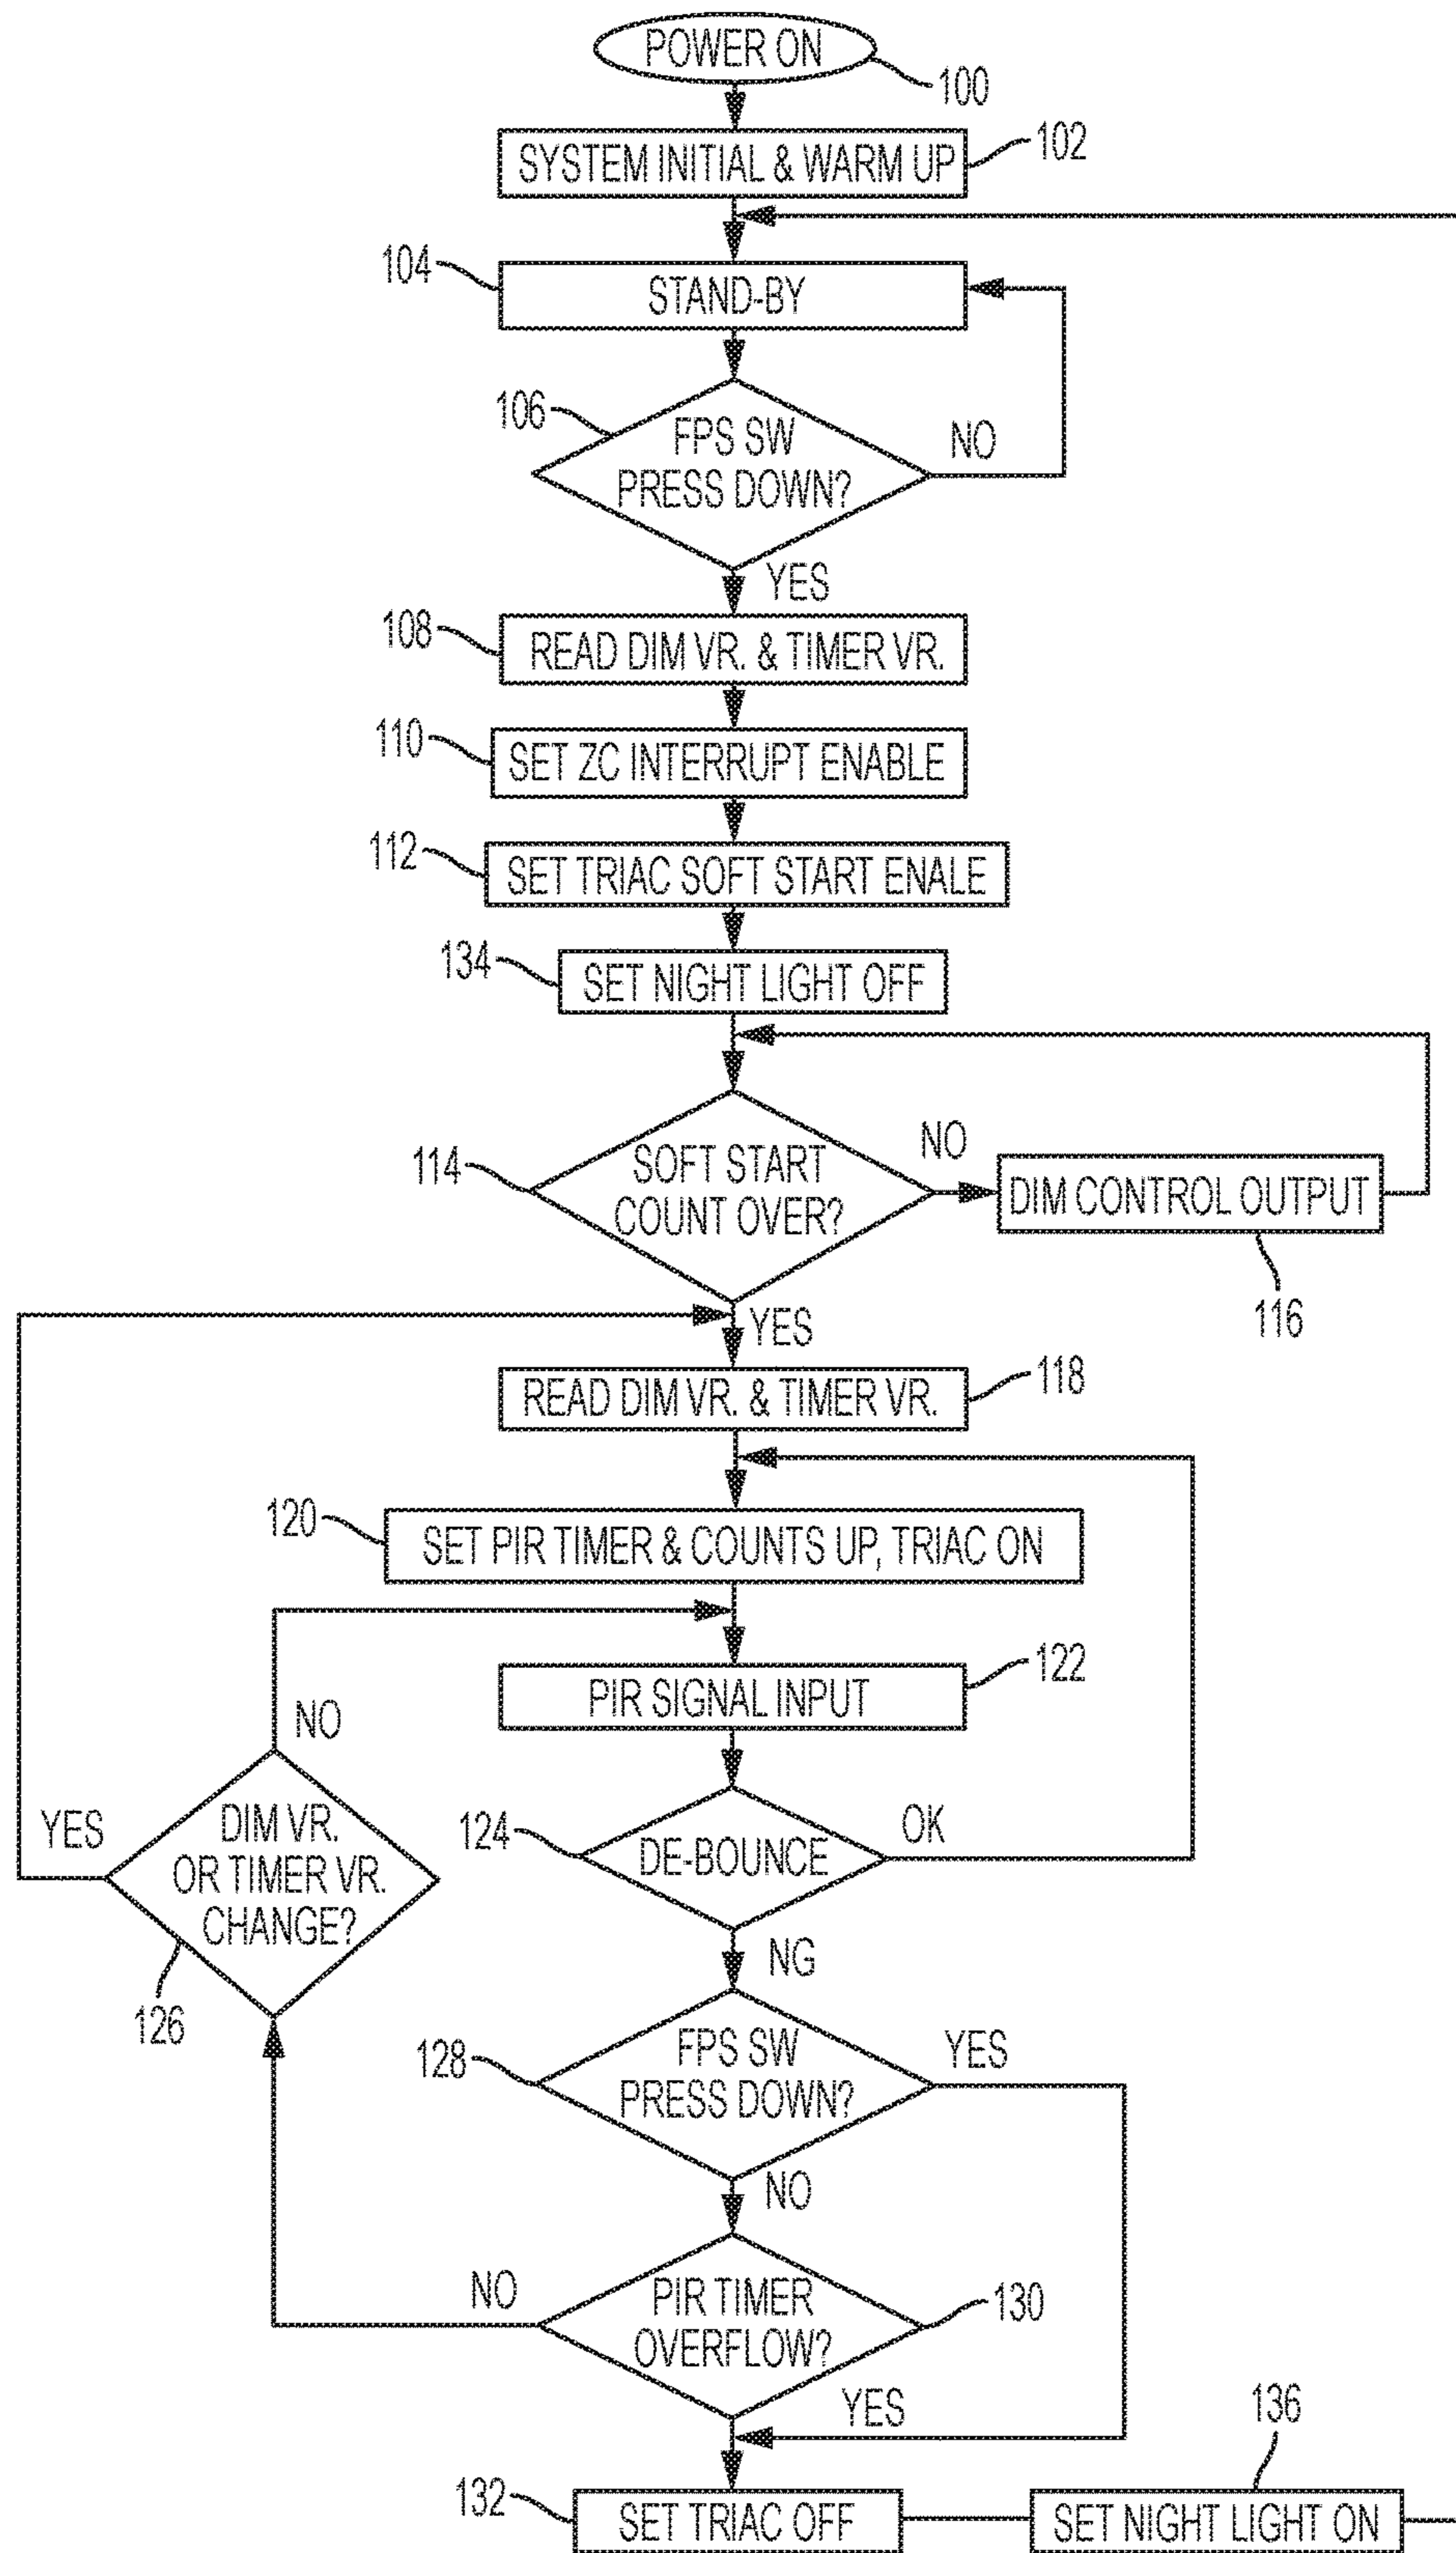 POWER ON
100
SYSTEM INITIAL & WARM UP
102
104
STAND-BY
106
FPS SW
PRESS DOWN?
NO
YES
108
READ DIM VR. & TIMER VR.
110
SET ZC INTERRUPT ENABLE
112
SET TRIAC SOFT START ENALE
134
SET NIGHT LIGHT OFF
114
SOFT START
COUNT OVER?
NO
DIM CONTROL OUTPUT
116
YES
READ DIM VR. & TIMER VR.
118
120
SET PIR TIMER & COUNTS UP, TRIAC ON
PIR SIGNAL INPUT
122
NO
YES
DIM VR.
OR TIMER VR.
CHANGE?
126
124
DE-BOUNCE
OK
NG
128
FPS SW
PRESS DOWN?
YES
NO
NO
PIR TIMER
OVERFLOW?
130
YES
136
132
SET TRIAC OFF
SET NIGHT LIGHT ON